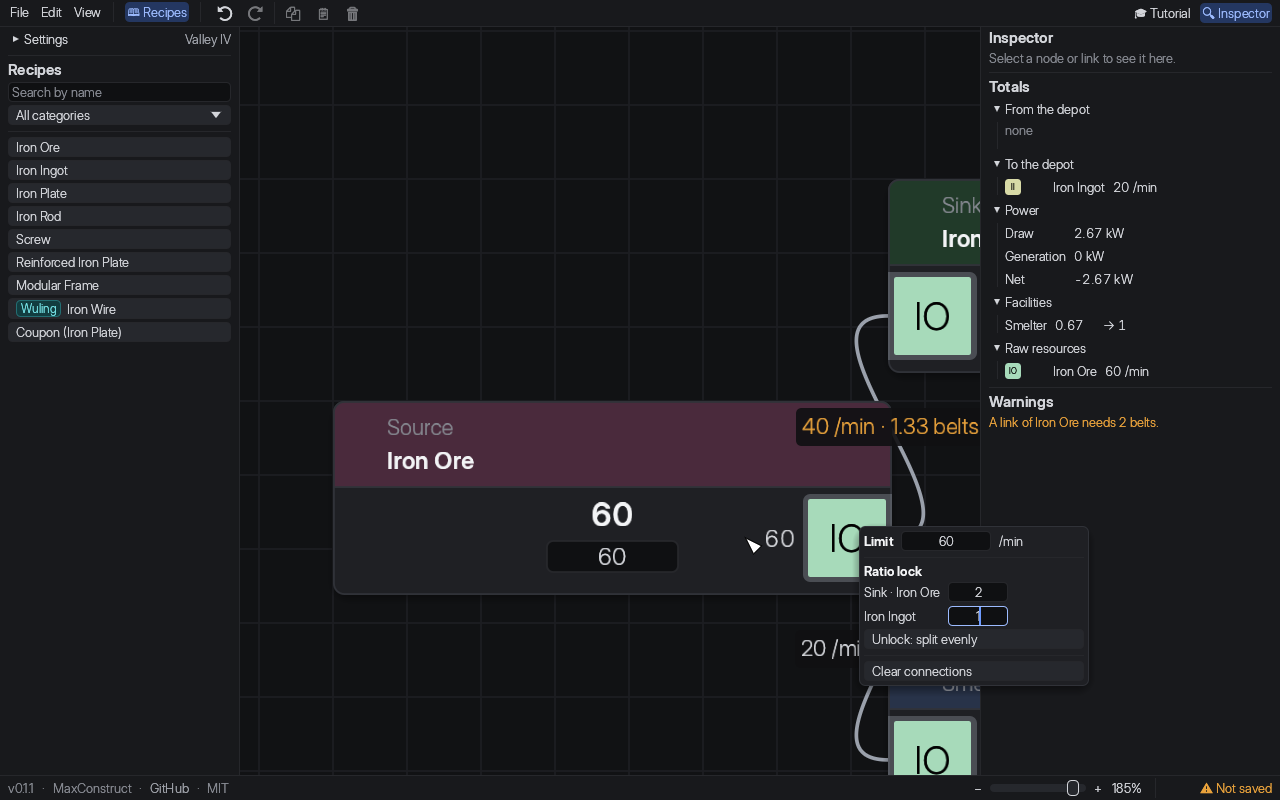 File Edit View Recipes Tutorial Inspector
Settings Valley IV
Recipes
Search by name
All categories
Iron Ore
Iron Ingot
Iron Plate
Iron Rod
Screw
Reinforced Iron Plate
Modular Frame
Wuling Iron Wire
Coupon (Iron Plate)
Sink
Iron
IO
Source
Iron Ore
40 /min · 1.33 belts
60
60
60
IO
20 /mi
Limit 60 /min
Ratio lock
Sink · Iron Ore 2
Iron Ingot 1
Unlock: split evenly
Clear connections
IO
Inspector
Select a node or link to see it here.
Totals
From the depot
none
To the depot
II Iron Ingot 20 /min
Power
Draw 2.67 kW
Generation 0 kW
Net -2.67 kW
Facilities
Smelter 0.67 → 1
Raw resources
IO Iron Ore 60 /min
Warnings
A link of Iron Ore needs 2 belts.
v0.1.1 · MaxConstruct · GitHub · MIT
− + 185% Not saved